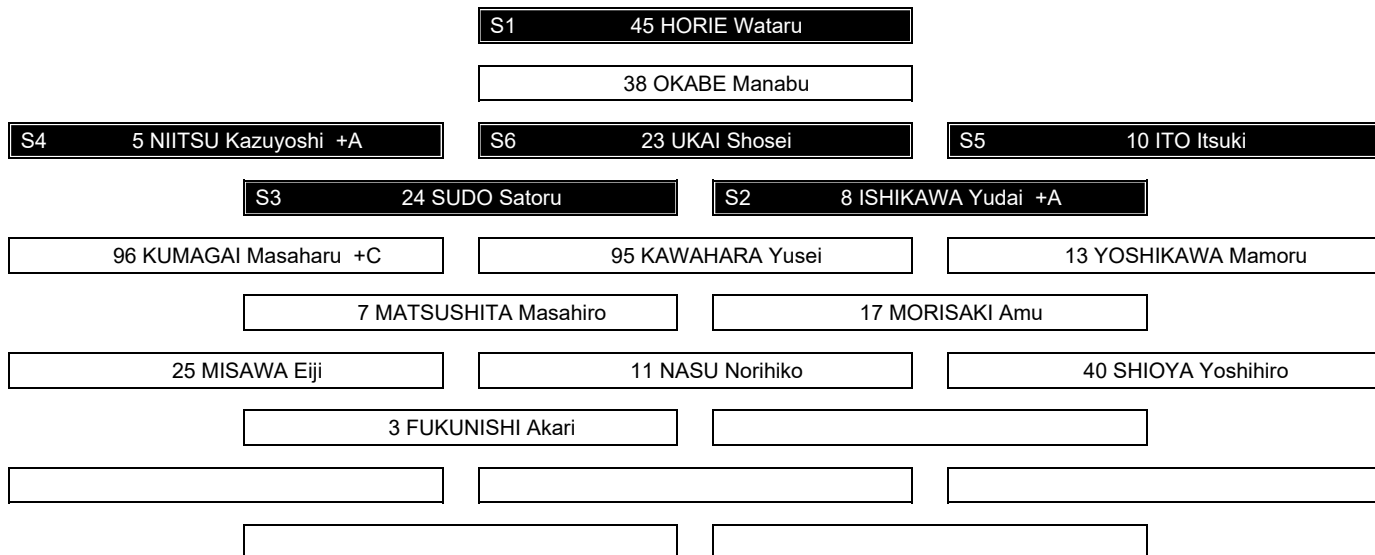 S1 45 HORIE Wataru
38 OKABE Manabu
S4 5 NIITSU Kazuyoshi +A S6 23 UKAI Shosei S5 10 ITO Itsuki
S3 24 SUDO Satoru S2 8 ISHIKAWA Yudai +A
96 KUMAGAI Masaharu +C 95 KAWAHARA Yusei 13 YOSHIKAWA Mamoru
7 MATSUSHITA Masahiro 17 MORISAKI Amu
25 MISAWA Eiji 11 NASU Norihiko 40 SHIOYA Yoshihiro
3 FUKUNISHI Akari